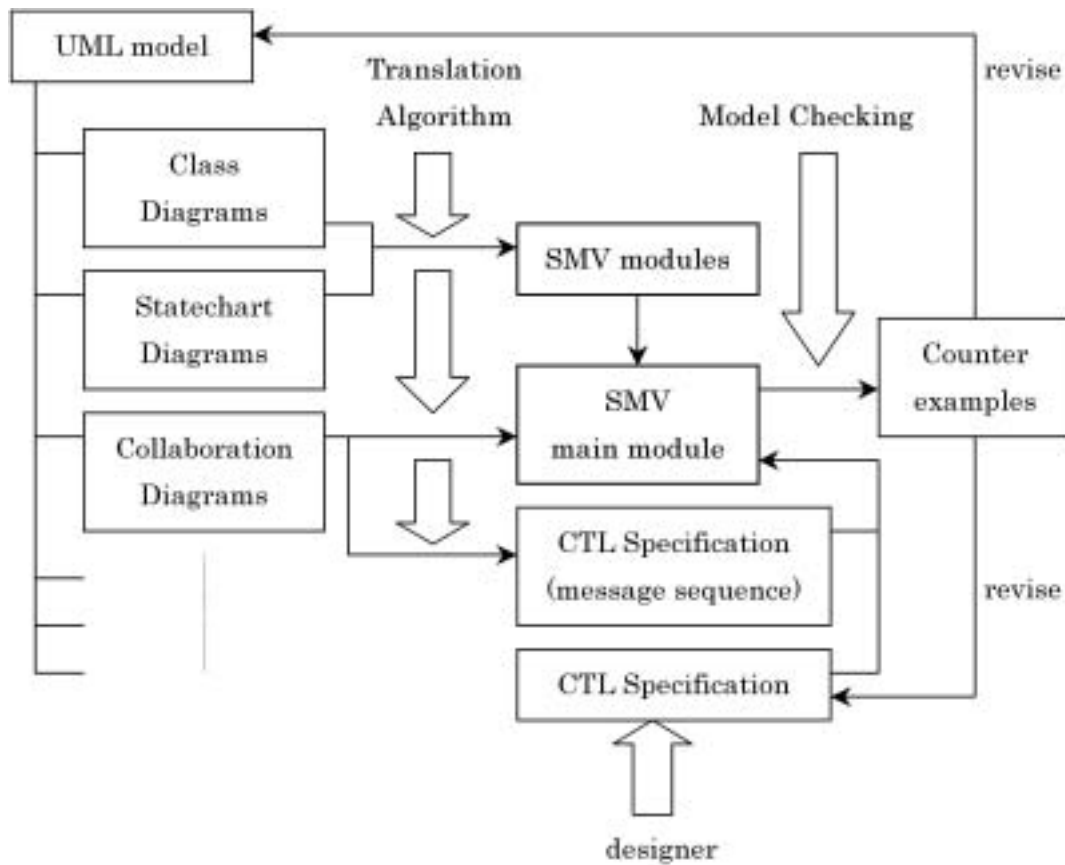 UML model
Translation
Algorithm
revise
Model Checking
Class
Diagrams
SMV modules
Statechart
Diagrams
Counter
examples
SMV
main module
Collaboration
Diagrams
CTL Specification
(message sequence)
revise
CTL Specification
designer